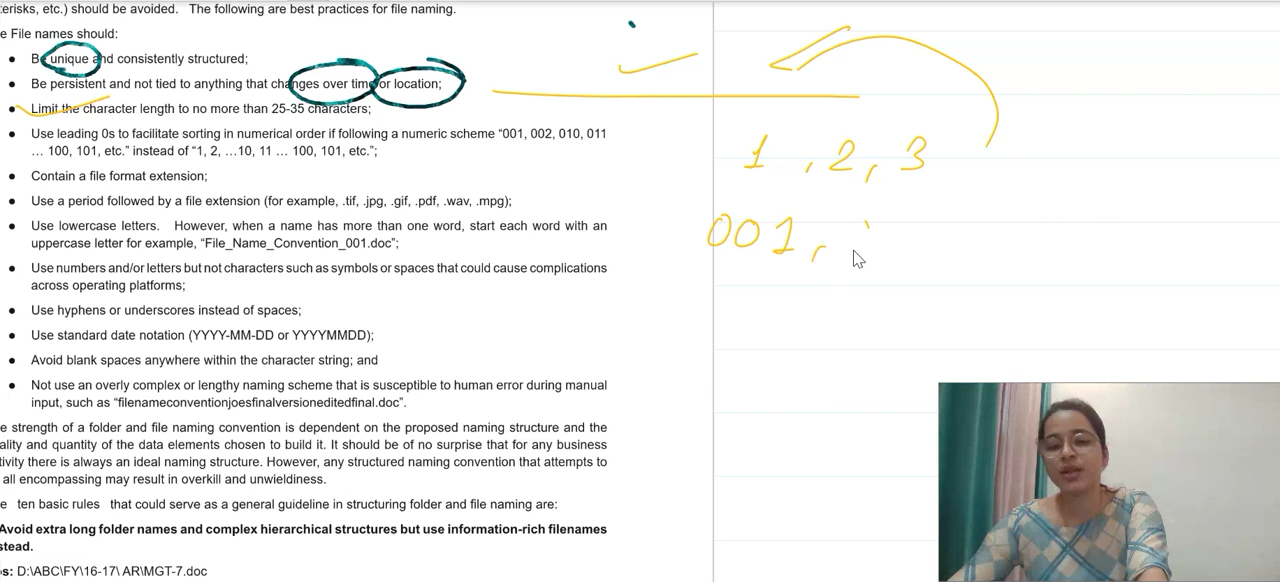 terisks, etc.) should be avoided. The following are best practices for file naming.
e File names should:
● Be unique and consistently structured;
● Be persistent and not tied to anything that changes over time or location;
● Limit the character length to no more than 25-35 characters;
● Use leading 0s to facilitate sorting in numerical order if following a numeric scheme “001, 002, 010, 011
... 100, 101, etc.” instead of “1, 2, ...10, 11 ... 100, 101, etc.”;
● Contain a file format extension;
● Use a period followed by a file extension (for example, .tif, .jpg, .gif, .pdf, .wav, .mpg);
● Use lowercase letters. However, when a name has more than one word, start each word with an
uppercase letter for example, “File_Name_Convention_001.doc”;
● Use numbers and/or letters but not characters such as symbols or spaces that could cause complications
across operating platforms;
● Use hyphens or underscores instead of spaces;
● Use standard date notation (YYYY-MM-DD or YYYYMMDD);
● Avoid blank spaces anywhere within the character string; and
● Not use an overly complex or lengthy naming scheme that is susceptible to human error during manual
input, such as “filenameconventionjoesfinalversioneditedfinal.doc”.
e strength of a folder and file naming convention is dependent on the proposed naming structure and the
ality and quantity of the data elements chosen to build it. It should be of no surprise that for any business
tivity there is always an ideal naming structure. However, any structured naming convention that attempts to
all encompassing may result in overkill and unwieldiness.
e ten basic rules that could serve as a general guideline in structuring folder and file naming are:
Avoid extra long folder names and complex hierarchical structures but use information-rich filenames
stead.
s: D:\ABC\FY\16-17\ AR\MGT-7.doc
1 , 2, 3
001,